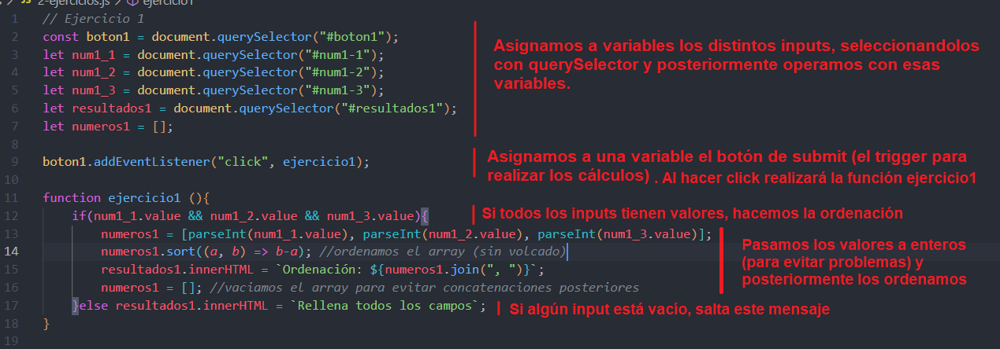 2-ejercicios.js > ejercicio1
1 // Ejercicio 1
2 const boton1 = document.querySelector("#boton1");
3 let num1_1 = document.querySelector("#num1-1");
4 let num1_2 = document.querySelector("#num1-2");
5 let num1_3 = document.querySelector("#num1-3");
6 let resultados1 = document.querySelector("#resultados1");
7 let numeros1 = [];
8
9 boton1.addEventListener("click", ejercicio1);
10
11 function ejercicio1 (){
12 if(num1_1.value && num1_2.value && num1_3.value){
13 numeros1 = [parseInt(num1_1.value), parseInt(num1_2.value), parseInt(num1_3.value)];
14 numeros1.sort((a, b) => b-a); //ordenamos el array (sin volcado)
15 resultados1.innerHTML = `Ordenación: ${numeros1.join(", ")}`;
16 numeros1 = []; //vaciamos el array para evitar concatenaciones posteriores
17 }else resultados1.innerHTML = `Rellena todos los campos`;
18 }
19
Asignamos a variables los distintos inputs, seleccionandolos
con querySelector y posteriormente operamos con esas
variables.
Asignamos a una variable el botón de submit (el trigger para
realizar los cálculos) . Al hacer click realizará la función ejercicio1
Si todos los inputs tienen valores, hacemos la ordenación
Pasamos los valores a enteros
(para evitar problemas) y
posteriormente los ordenamos
Si algún input está vacío, salta este mensaje